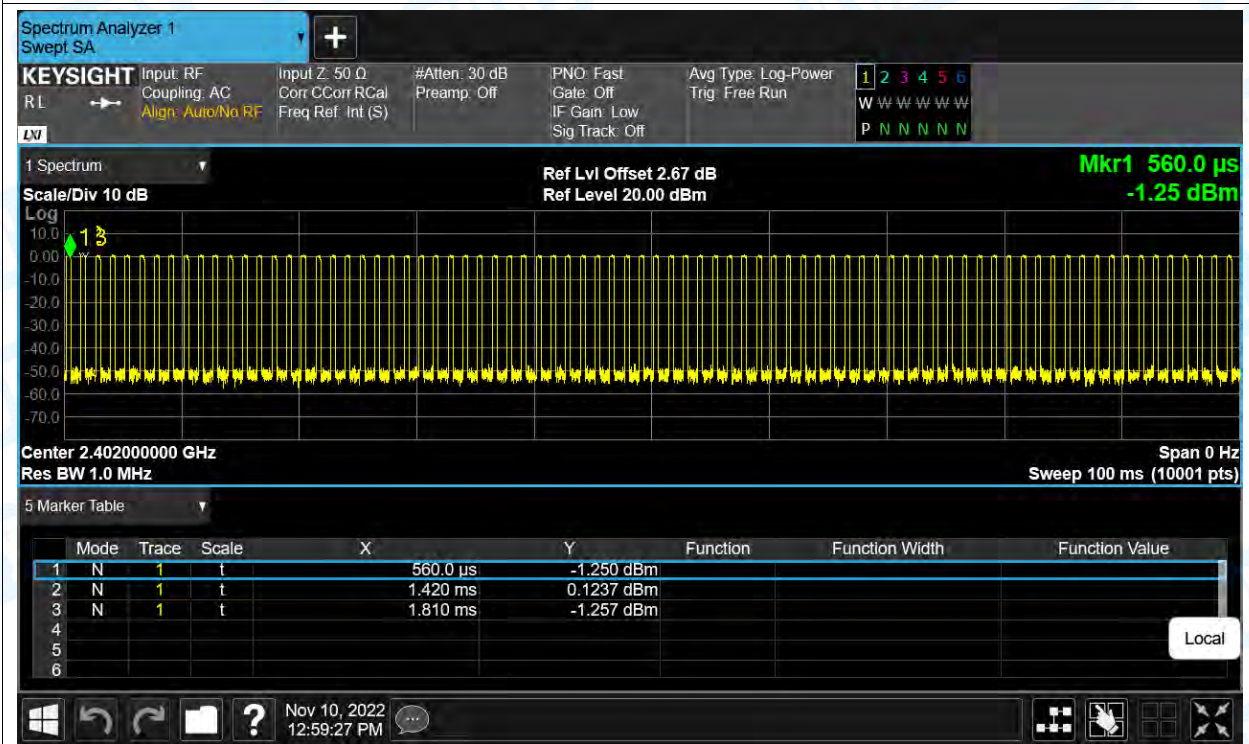 Spectrum Analyzer 1
Swept SA
KEYSIGHT Input: RF Input Z: 50 Ω #Atten: 30 dB PNO: Fast Avg Type: Log-Power 1 2 3 4 5 6
RL Coupling: AC Corr CCorr RCal Preamp: Off Gate: Off Trig: Free Run
Align: Auto/No RF Freq Ref: Int (S) IF Gain: Low W W W W W W
LXI Sig Track: Off P N N N N N
1 Spectrum Ref Lvl Offset 2.67 dB Mkr1 560.0 µs
Scale/Div 10 dB Ref Level 20.00 dBm -1.25 dBm
Log
10.0
0.00
-10.0
-20.0
-30.0
-40.0
-50.0
-60.0
-70.0
1 3
Center 2.402000000 GHz Span 0 Hz
Res BW 1.0 MHz Sweep 100 ms (10001 pts)
5 Marker Table
Mode Trace Scale X Y Function Function Width Function Value
1 N 1 t 560.0 µs -1.250 dBm
2 N 1 t 1.420 ms 0.1237 dBm
3 N 1 t 1.810 ms -1.257 dBm
4
5
6
Local
? Nov 10, 2022
12:59:27 PM